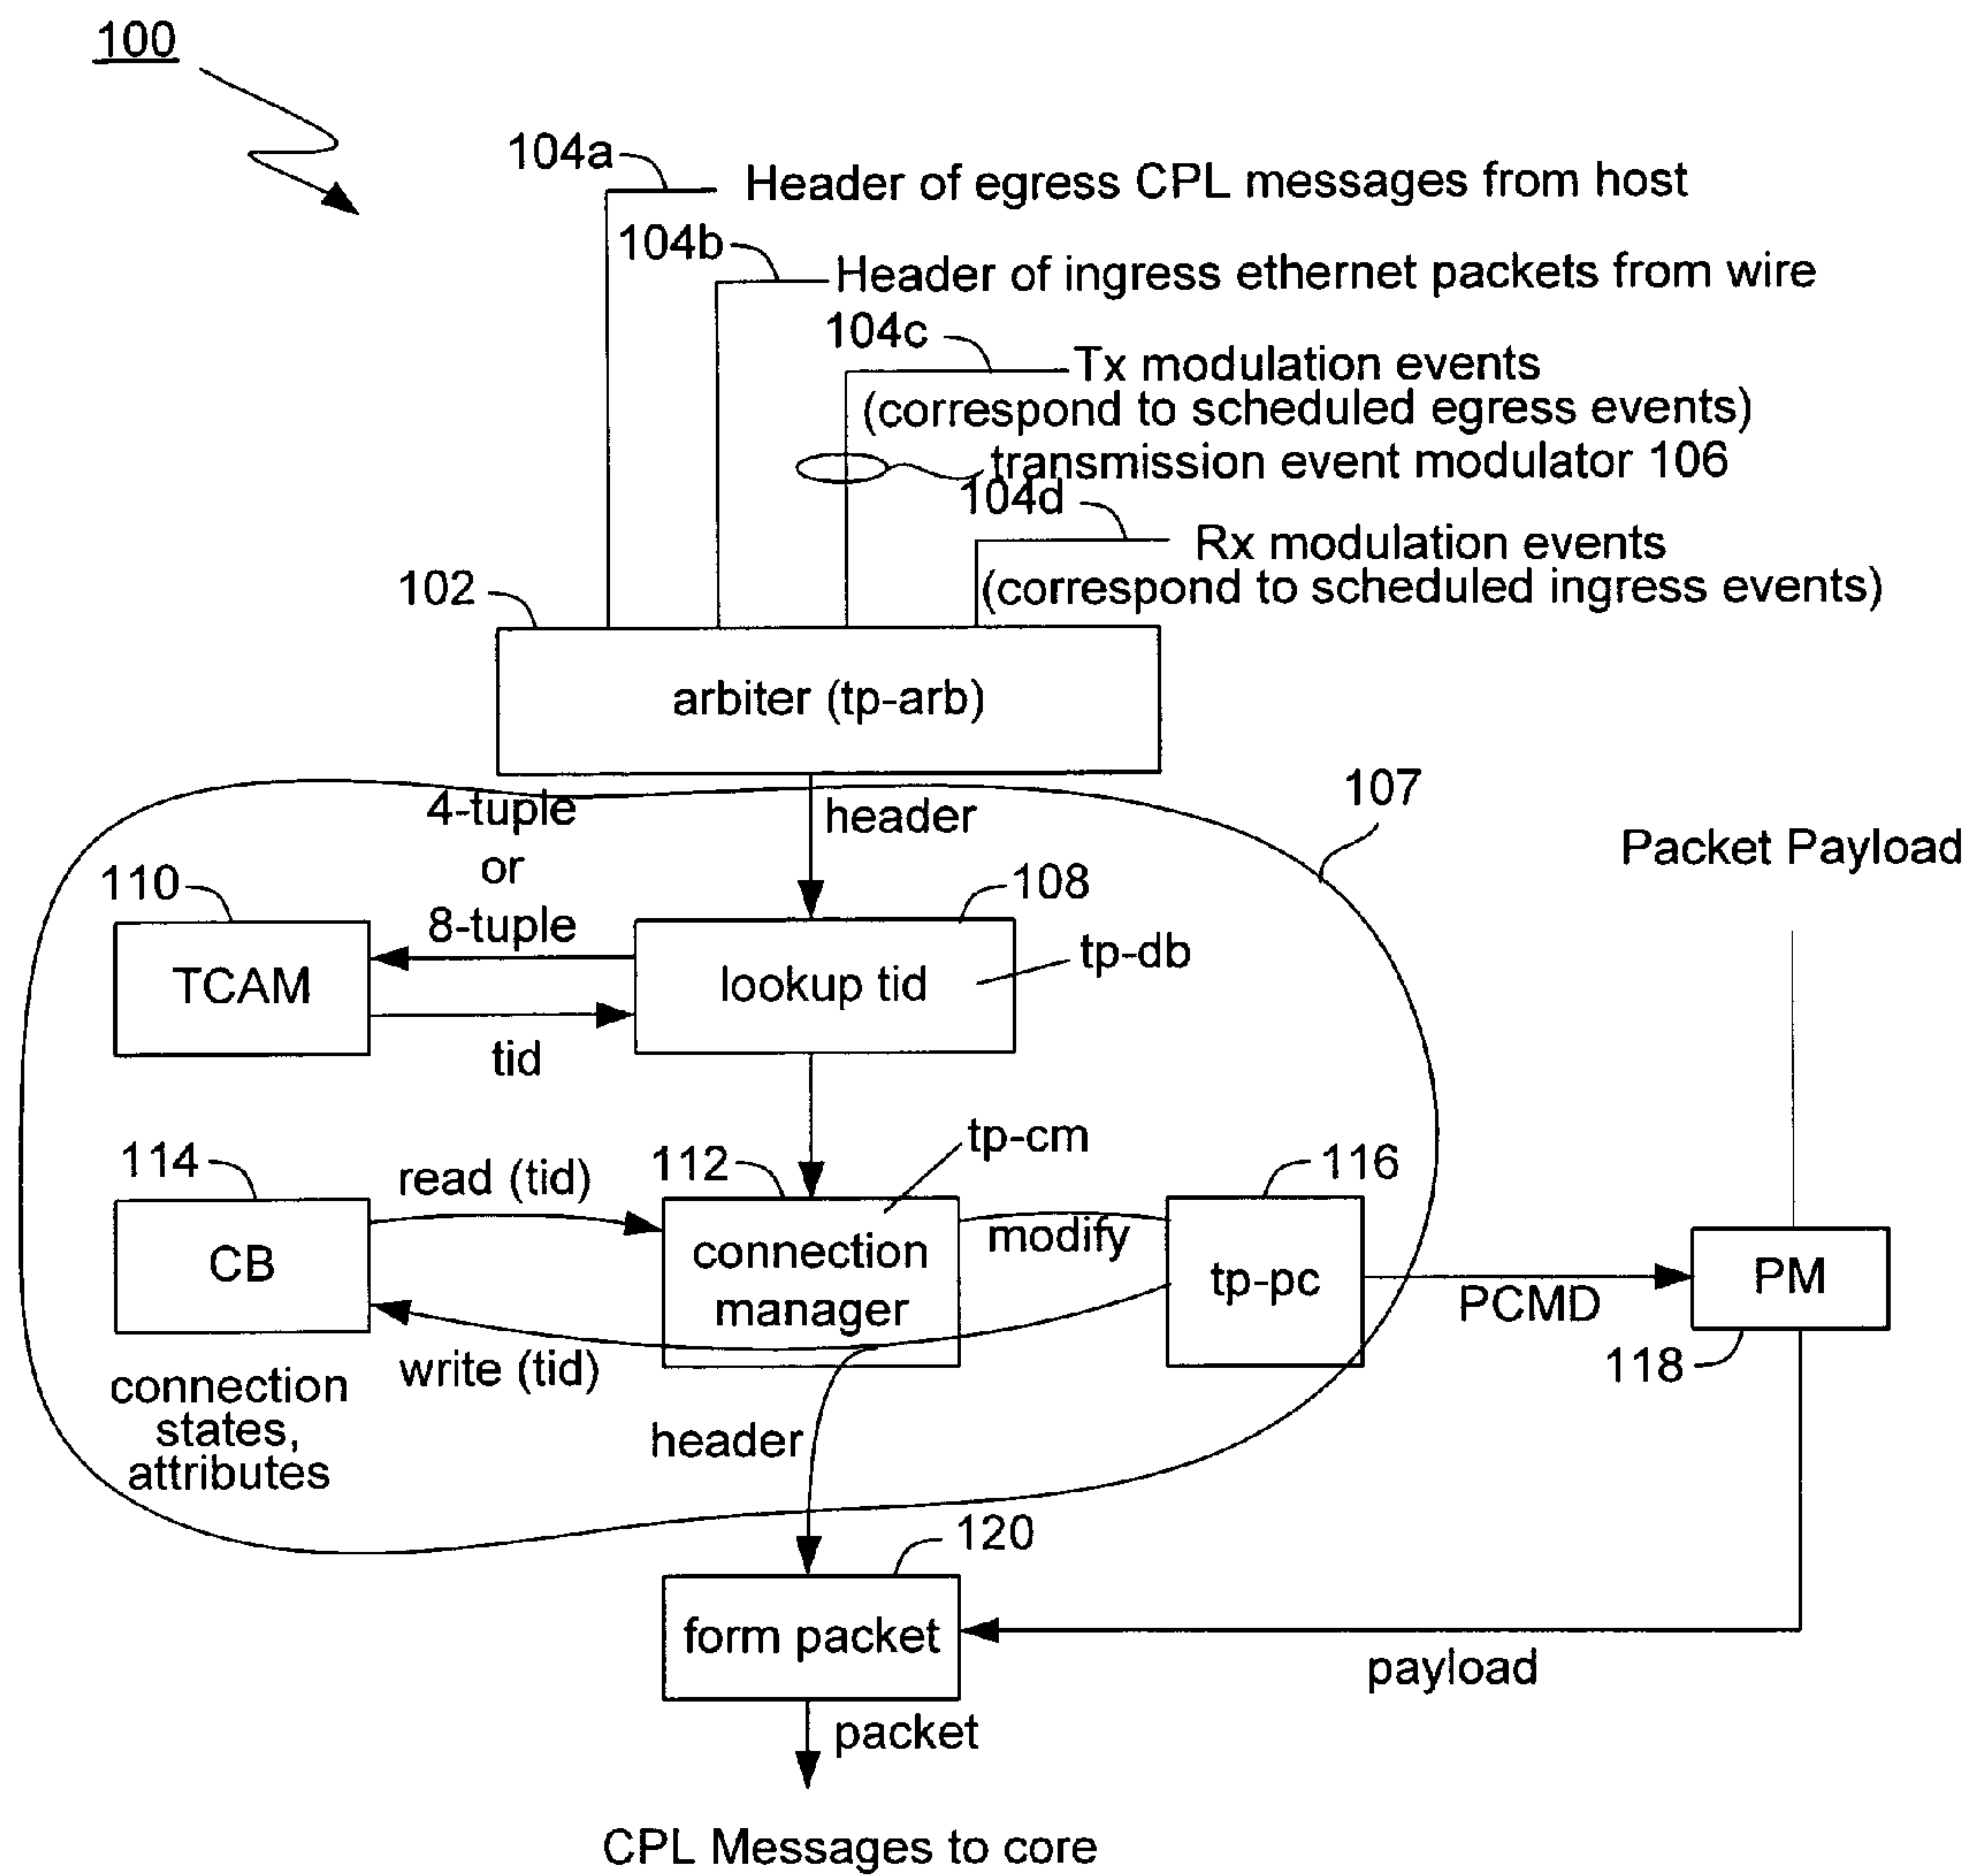 100
104a
Header of egress CPL messages from host
104b
Header of ingress ethernet packets from wire
104c
Tx modulation events
(correspond to scheduled egress events)
transmission event modulator 106
104d
Rx modulation events
(correspond to scheduled ingress events)
102
arbiter (tp-arb)
107
4-tuple
or
8-tuple
header
Packet Payload
110
108
TCAM
lookup tid
tp-db
tid
tp-cm
114
read (tid)
112
116
CB
connection
manager
modify
tp-pc
PCMD
PM
118
write (tid)
connection
states,
attributes
header
120
form packet
payload
packet
CPL Messages to core